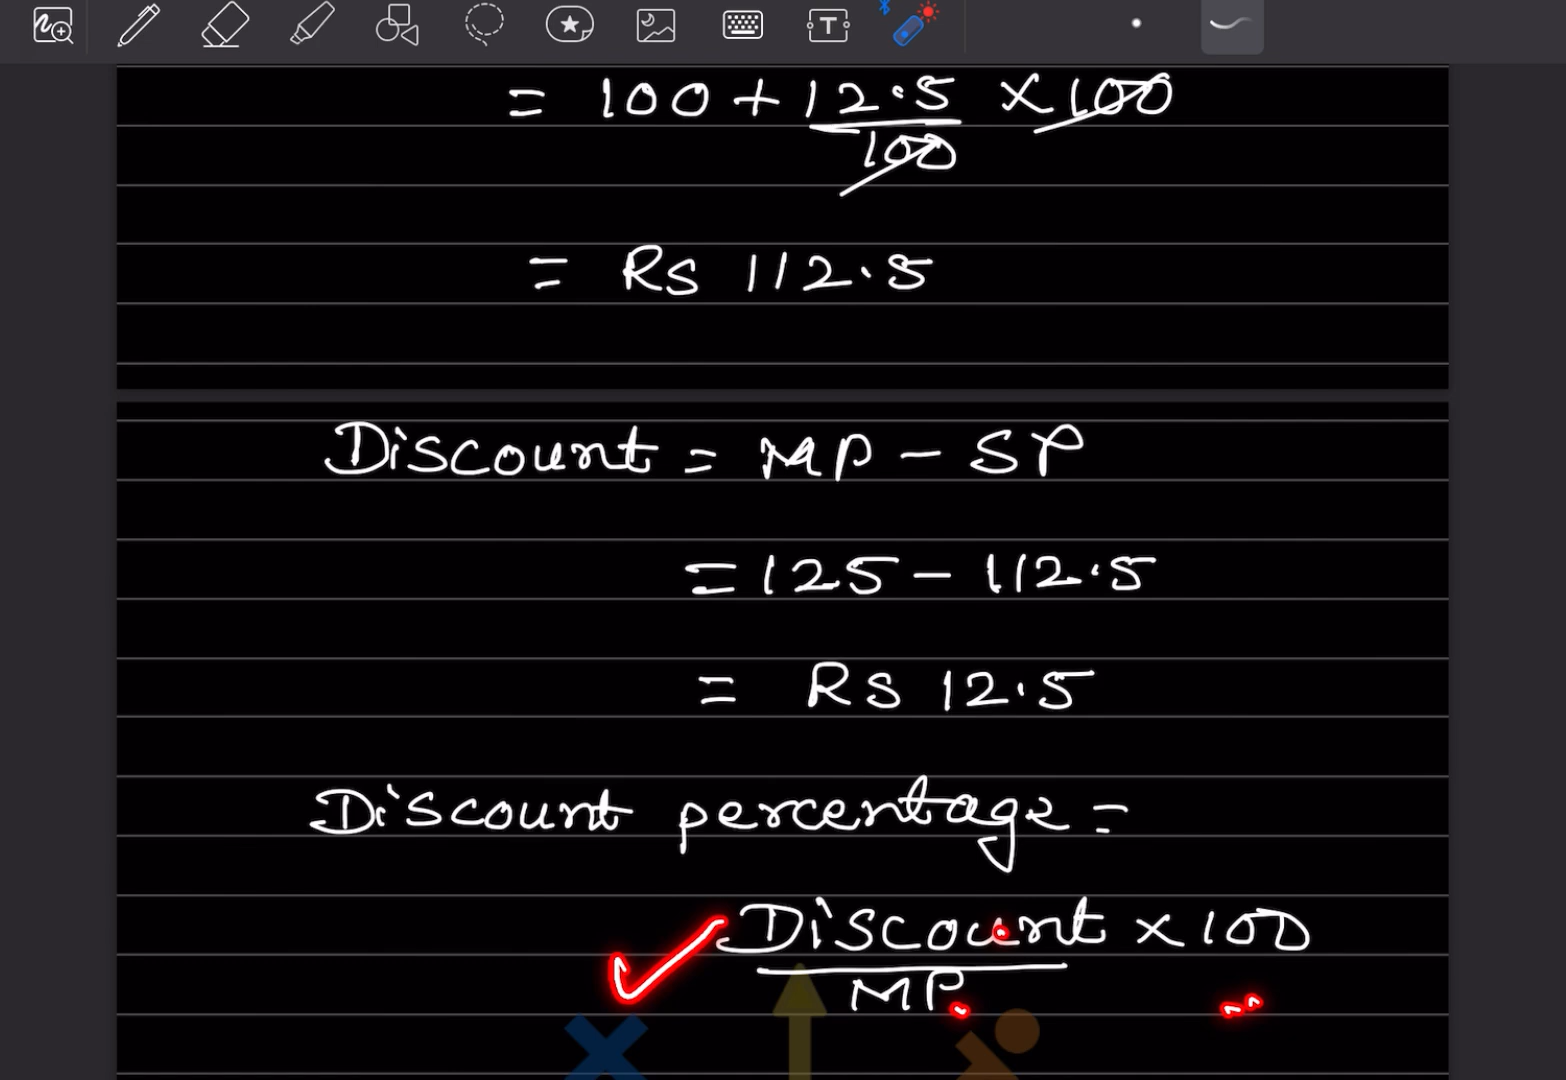 = 100 + 12.5/100 × 100
= Rs 112.5
Discount = MP - SP
= 125 - 112.5
= Rs 12.5
Discount percentage =
Discount/MP × 100